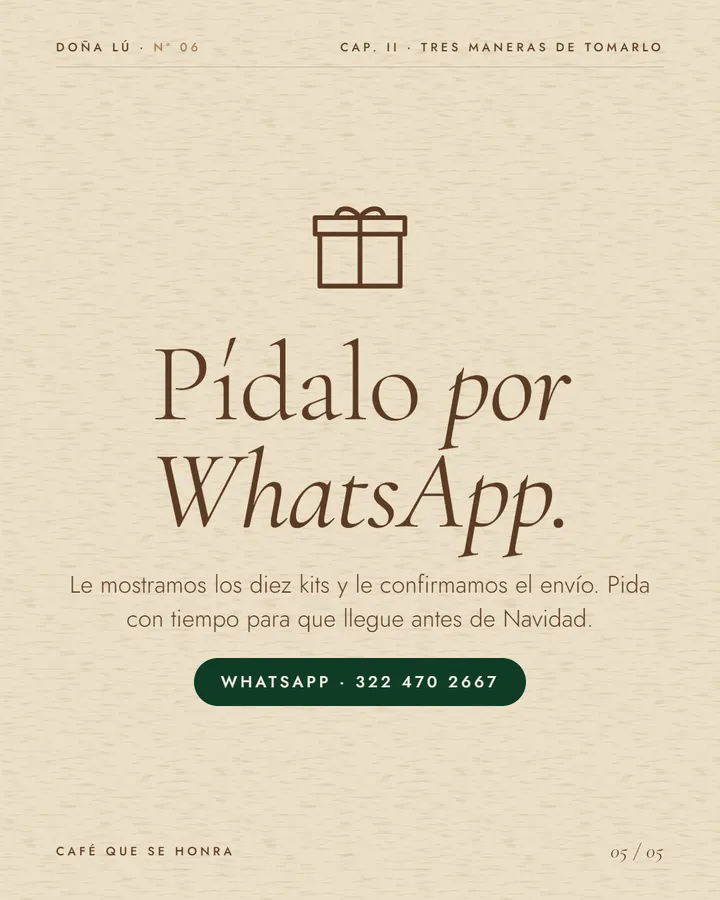 DOÑA LÚ · Nº 06
CAP. II · TRES MANERAS DE TOMARLO
Pídalo por
WhatsApp.
Le mostramos los diez kits y le confirmamos el envío. Pida
con tiempo para que llegue antes de Navidad.
WHATSAPP · 322 470 2667
CAFÉ QUE SE HONRA
05 / 05